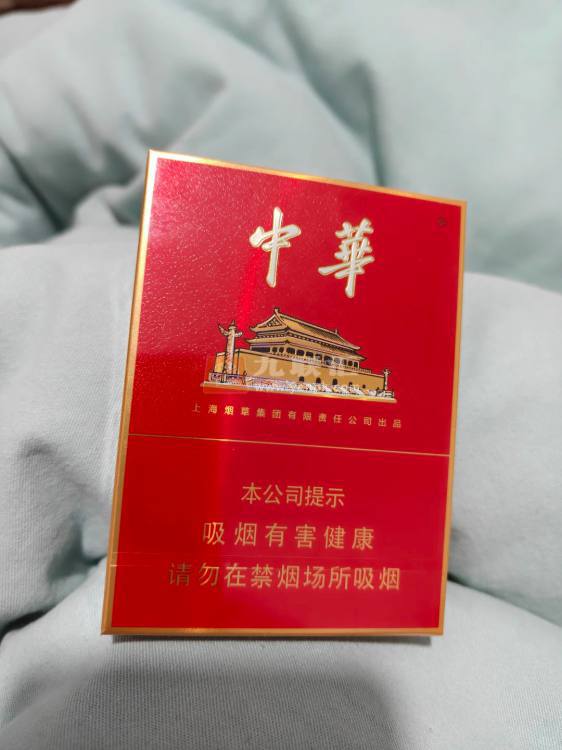 中華
上海烟草集团有限责任公司出品
本公司提示
吸烟有害健康
请勿在禁烟场所吸烟